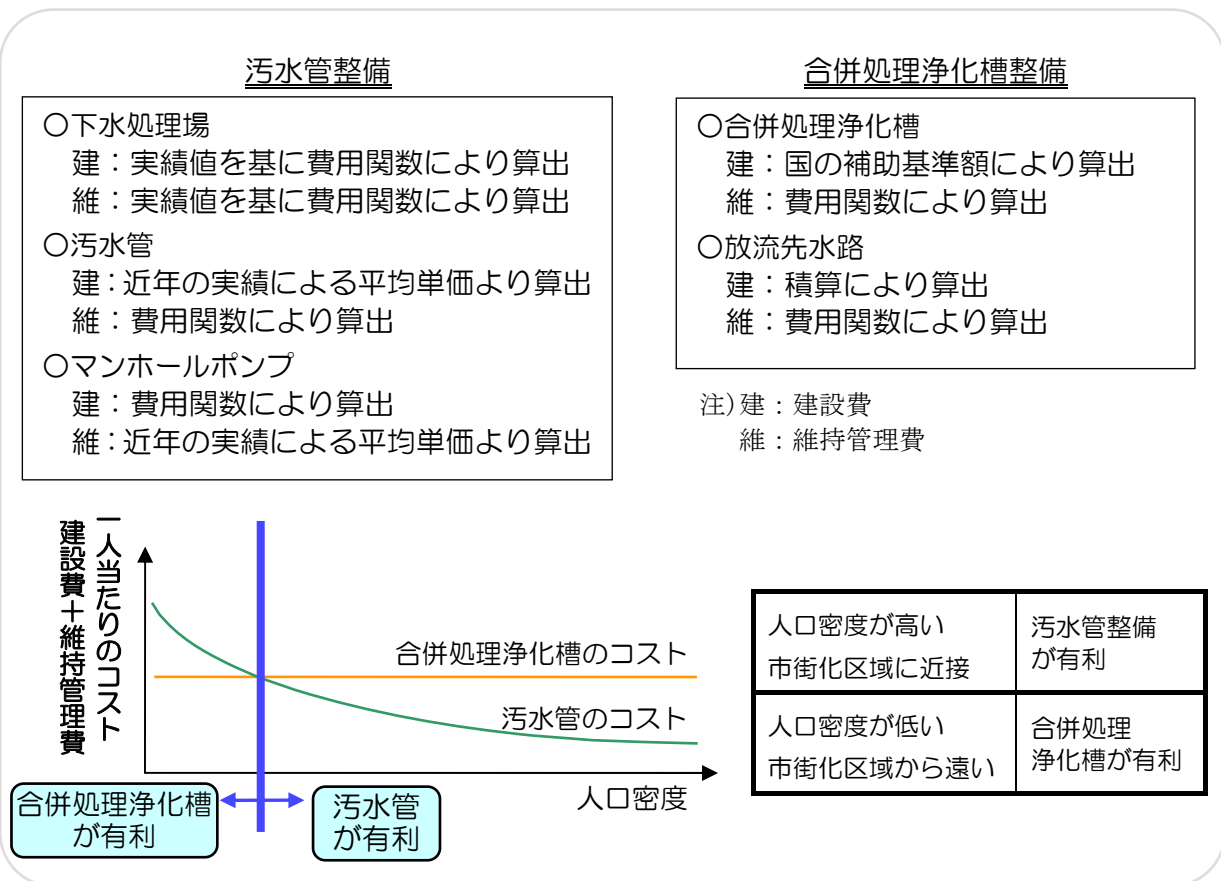 汚水管整備
〇下水処理場
建：実績値を基に費用関数により算出
維：実績値を基に費用関数により算出
〇汚水管
建：近年の実績による平均単価より算出
維：費用関数により算出
〇マンホールポンプ
建：費用関数により算出
維：近年の実績による平均単価より算出
合併処理浄化槽整備
〇合併処理浄化槽
建：国の補助基準額により算出
維：費用関数により算出
〇放流先水路
建：積算により算出
維：費用関数により算出
注）建：建設費
維：維持管理費
一人当たりのコスト
建設費＋維持管理費
合併処理浄化槽のコスト
汚水管のコスト
人口密度
合併処理浄化槽
が有利
汚水管
が有利
人口密度が高い
市街化区域に近接
汚水管整備
が有利
人口密度が低い
市街化区域から遠い
合併処理
浄化槽が有利